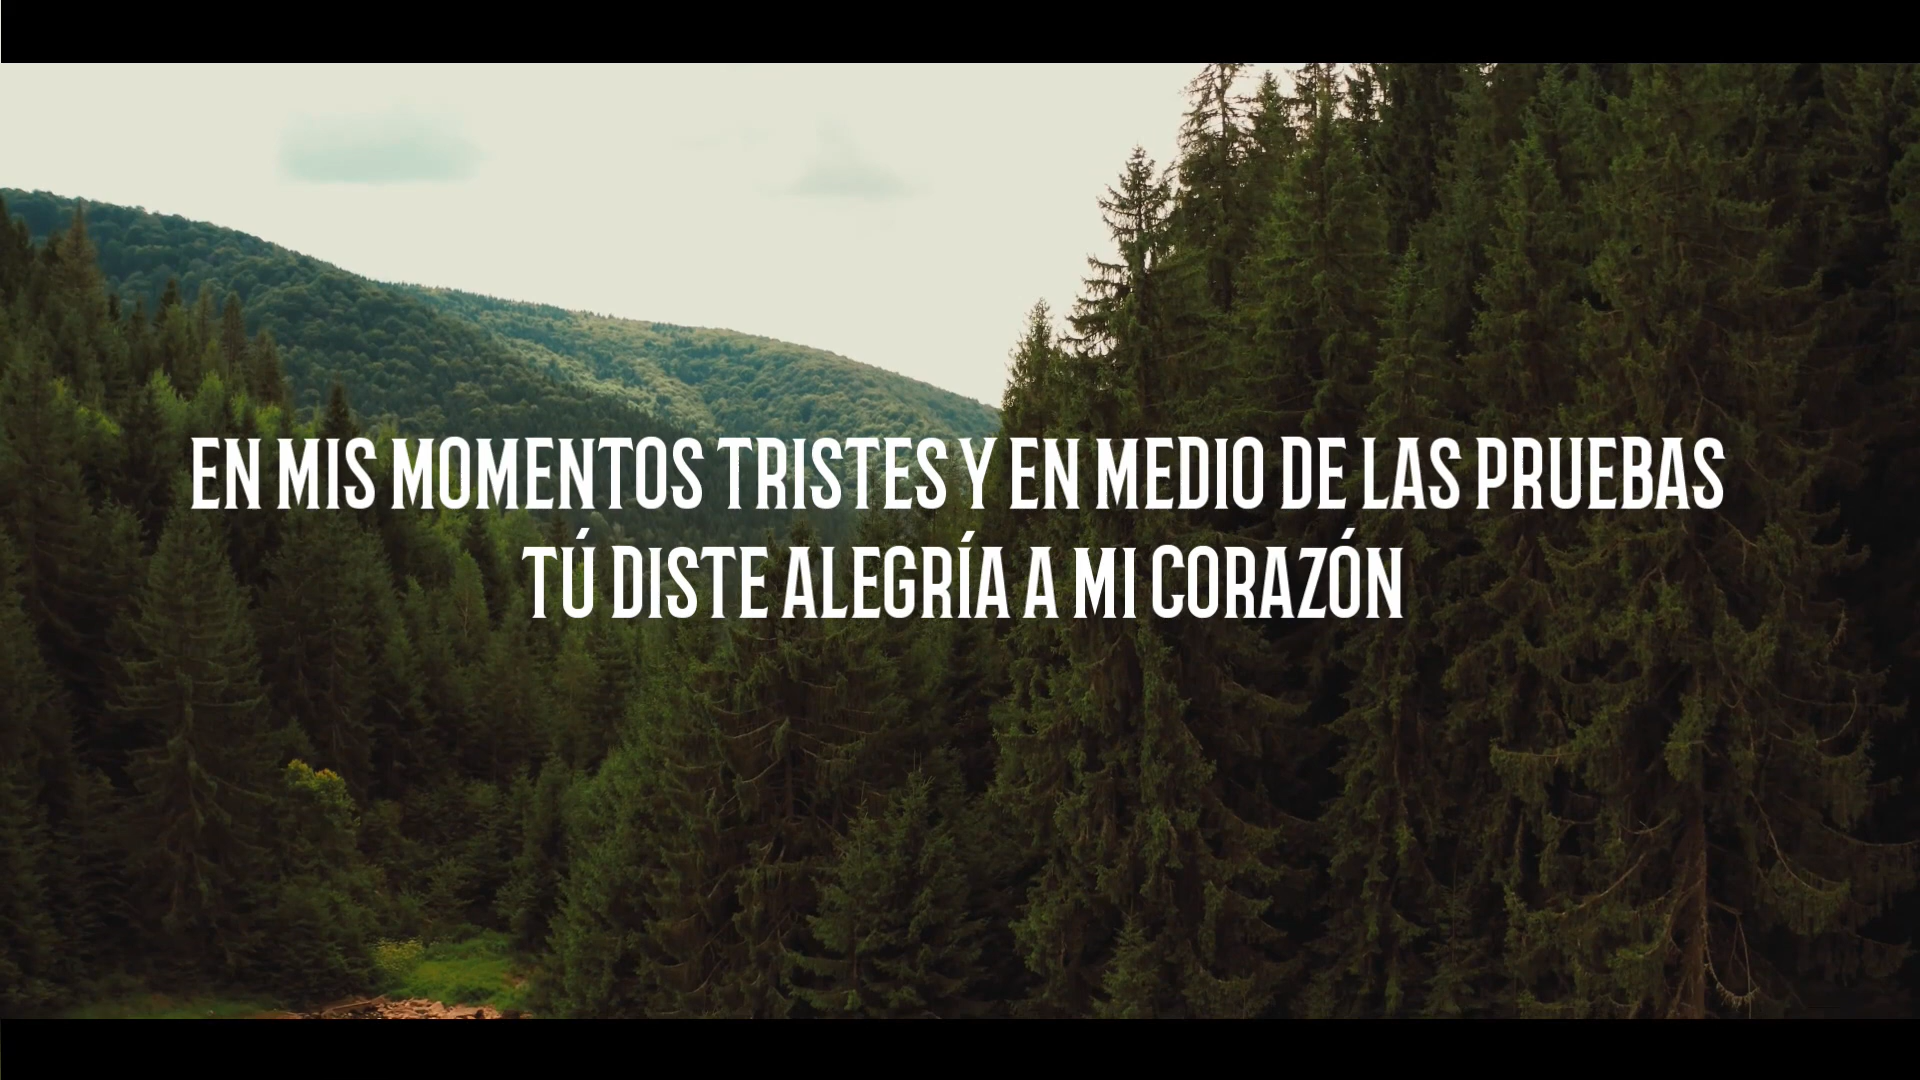 EN MIS MOMENTOS TRISTES Y EN MEDIO DE LAS PRUEBAS
TÚ DISTE ALEGRÍA A MI CORAZÓN